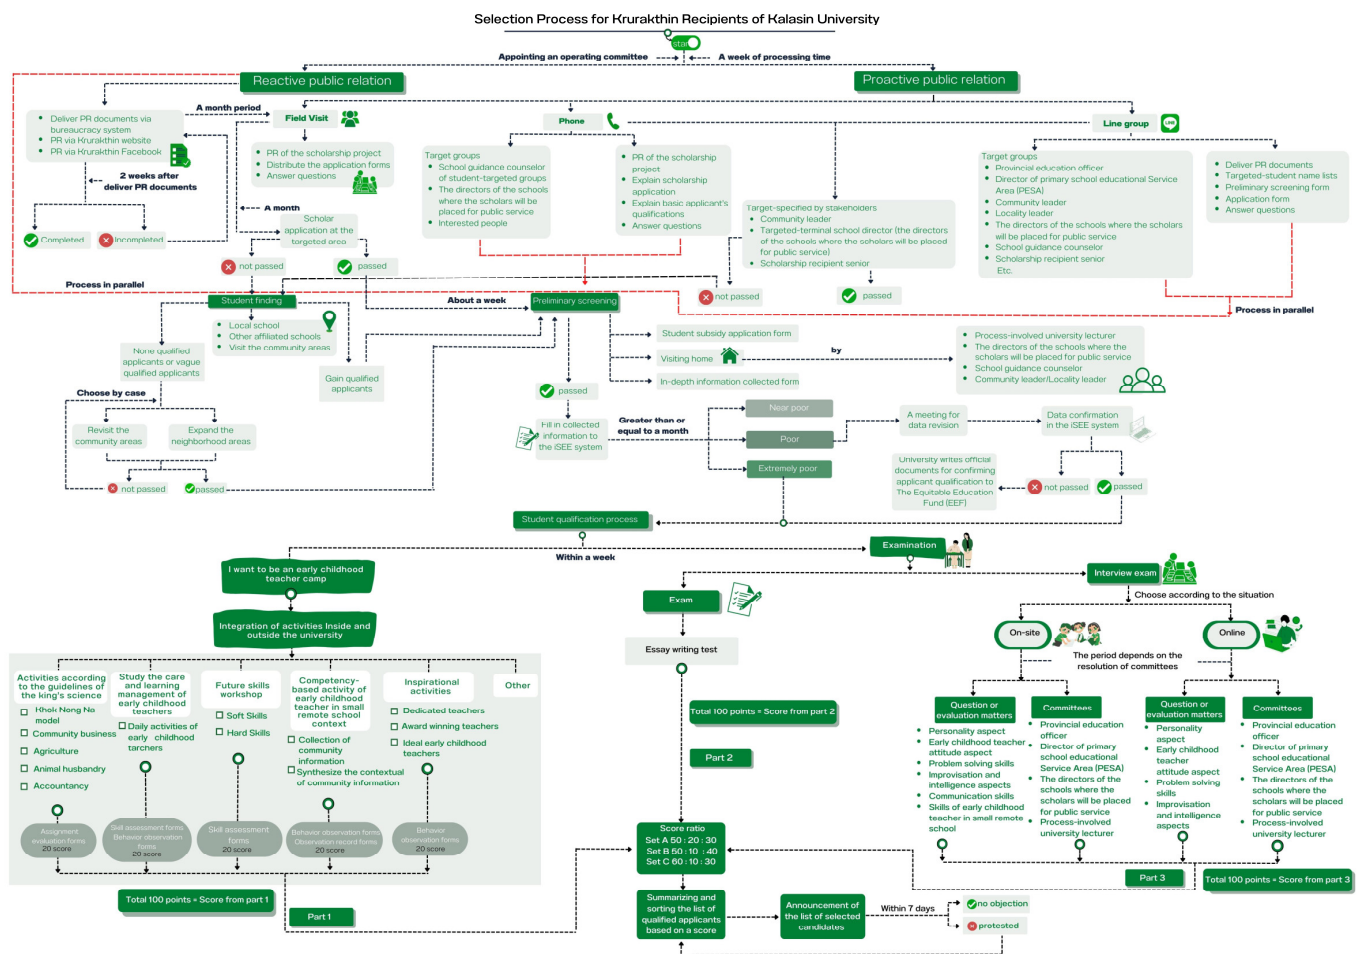 Selection Process for Krurakthin Recipients of Kalasin University
start
Appointing an operating committee
A week of processing time
Reactive public relation
Proactive public relation
Deliver PR documents via
bureaucracy system
PR via Krurakthin website
PR via Krurakthin Facebook
A month period
2 weeks after
deliver PR documents
Completed
Incompleted
Field Visit
PR of the scholarship project
Distribute the application forms
Answer questions
A month
Scholar
application at the
targeted area
not passed
passed
Phone
Target groups
School guidance counselor
of student-targeted groups
The directors of the schools
where the scholars will be
placed for public service
Interested people
PR of the scholarship
project
Explain scholarship
application
Explain basic applicant's
qualifications
Answer questions
Target-specified by stakeholders
Community leader
Targeted-terminal school director (the directors
of the schools where the scholars will be placed
for public service)
Scholarship recipient senior
not passed
passed
Line group
LINE
Target groups
Provincial education officer
Director of primary school educational Service
Area (PESA)
Community leader
Locality leader
The directors of the schools where the scholars
will be placed for public service
School guidance counselor
Scholarship recipient senior
Etc.
Deliver PR documents
Targeted-student name lists
Preliminary screening form
Application form
Answer questions
Process in parallel
Process in parallel
Student finding
Local school
Other affiliated schools
Visit the community areas
None qualified
applicants or vague
qualified applicants
Gain qualified
applicants
Choose by case
Revisit the
community areas
Expand the
neighborhood areas
not passed
passed
About a week
Preliminary screening
Student subsidy application form
Visiting home
In-depth information collected form
by
Process-involved university lecturer
The directors of the schools where the
scholars will be placed for public service
School guidance counselor
Community leader/Locality leader
passed
Fill in collected
information to
the iSEE system
Greater than or
equal to a month
Near poor
Poor
Extremely poor
A meeting for
data revision
Data confirmation
in the iSEE system
University writes official
documents for confirming
applicant qualification to
The Equitable Education
Fund (EEF)
not passed
passed
Student qualification process
Within a week
I want to be an early childhood
teacher camp
Integration of activities Inside and
outside the university
Activities according
to the guidelines of
the king's science
Khok Nong Na
model
Community business
Agriculture
Animal husbandry
Accountancy
Study the care
and learning
management of
early childhood
teachers
Daily activities of
early childhood
tarchers
Future skills
workshop
Soft Skills
Hard Skills
Competency-
based activity of
early childhood
teacher in small
remote school
context
Collection of
community
information
Synthesize the contextual
of community information
Inspirational
activities
Dedicated teachers
Award winning teachers
Ideal early childhood
teachers
Other
Assignment
evaluation forms
20 score
Skill assessment forms
Behavior observation
forms
20 score
Skill assessment
forms
20 score
Behavior observation forms
Observation record forms
20 score
Behavior
observation forms
20 score
Total 100 points = Score from part 1
Part 1
Examination
Exam
Essay writing test
Total 100 points = Score from part 2
Part 2
Interview exam
Choose according to the situation
On-site
Online
The period depends on the
resolution of committees
Question or
evaluation matters
Personality aspect
Early childhood teacher
attitude aspect
Problem solving skills
Improvisation and
intelligence aspects
Communication skills
Skills of early childhood
teacher in small remote
school
Committees
Provincial education
officer
Director of primary
school educational
Service Area (PESA)
The directors of the
schools where the
scholars will be placed
for public service
Process-involved
university lecturer
Question or
evaluation matters
Personality
aspect
Early childhood
teacher
attitude aspect
Problem solving
skills
Improvisation
and intelligence
aspects
Committees
Provincial education
officer
Director of primary
school educational
Service Area (PESA)
The directors of the
schools where the
scholars will be placed
for public service
Process-involved
university lecturer
Part 3
Total 100 points = Score from part 3
Score ratio
Set A 50 : 20 : 30
Set B 50 : 10 : 40
Set C 60 : 10 : 30
Summarizing and
sorting the list of
qualified applicants
based on a score
Announcement of
the list of selected
candidates
Within 7 days
no objection
protested